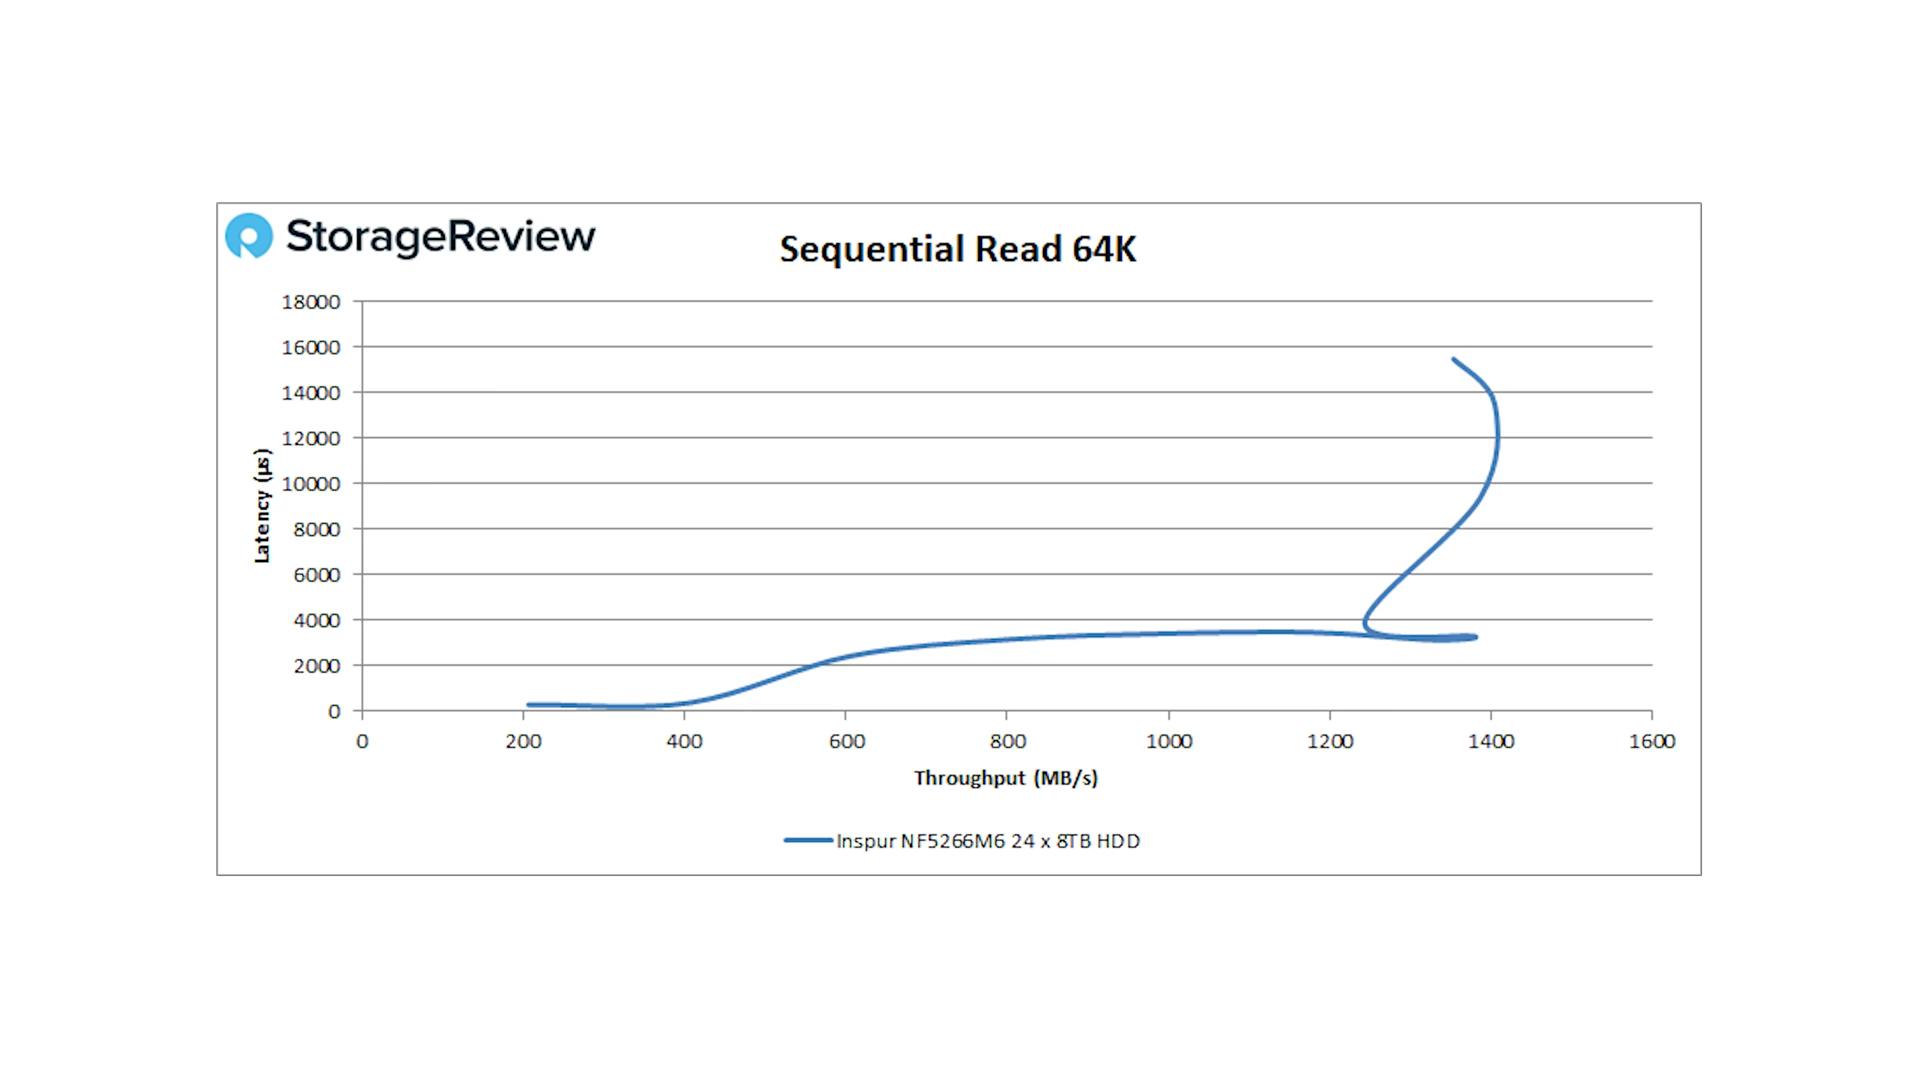 StorageReview
Sequential Read 64K
18000
16000
14000
12000
10000
8000
6000
4000
2000
0
Latency (µs)
0 200 400 600 800 1000 1200 1400 1600
Throughput (MB/s)
Inspur NF5266M6 24 x 8TB HDD